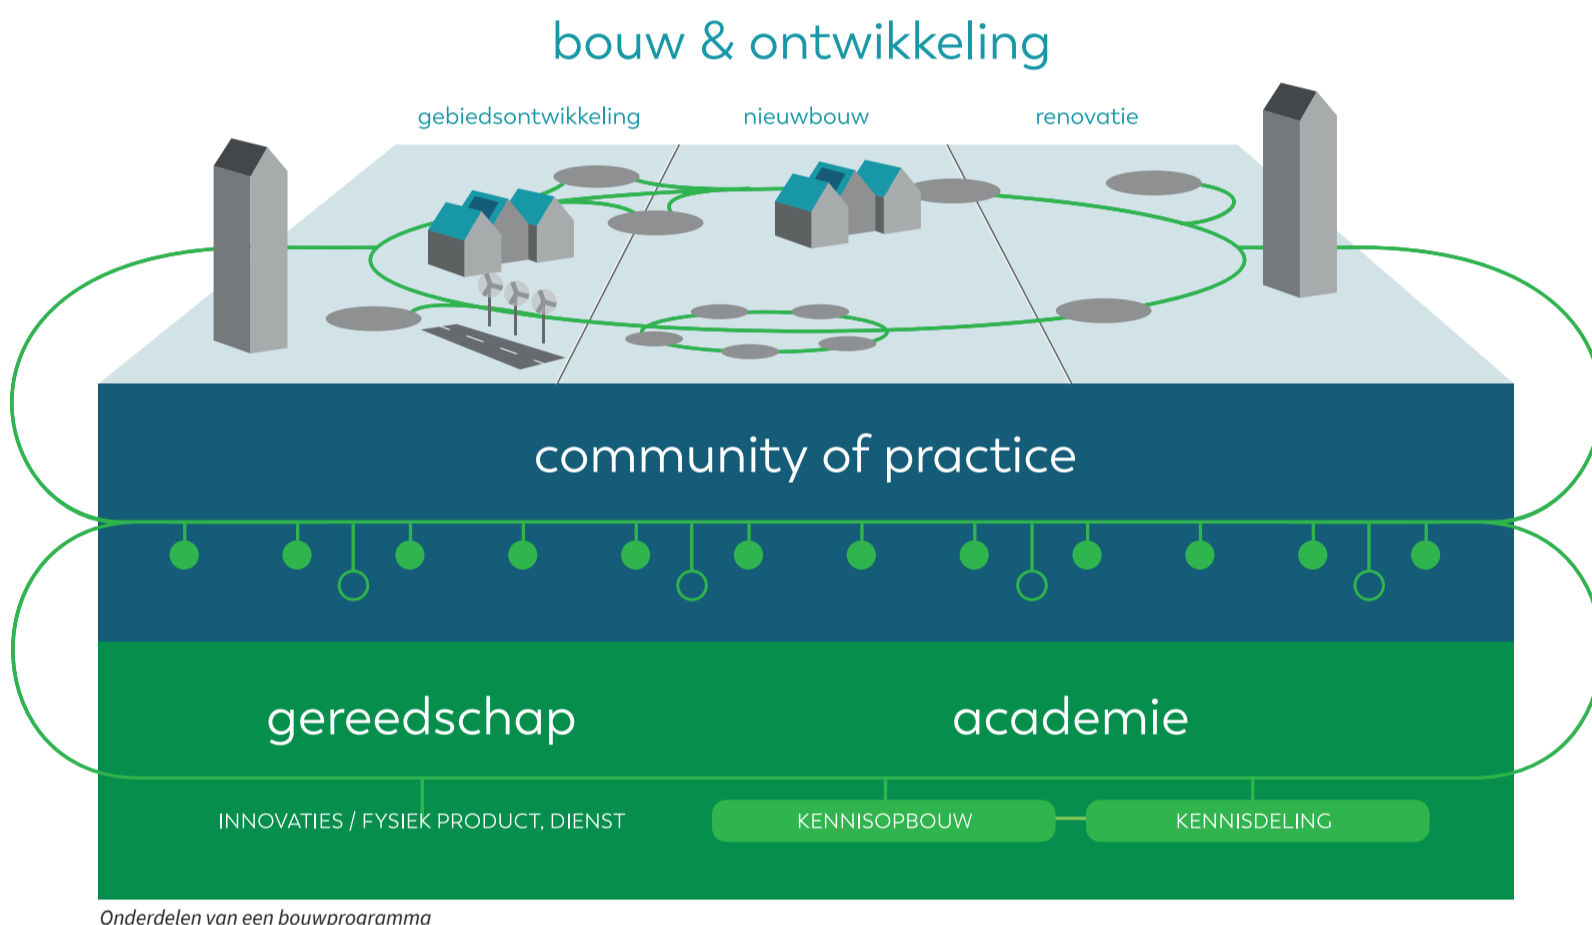 bouw & ontwikkeling
gebiedsontwikkeling nieuwbouw renovatie
community of practice
gereedschap academie
INNOVATIES / FYSIEK PRODUCT, DIENST KENNISOPBOUW KENNISDELING
Onderdelen van een bouwprogramma